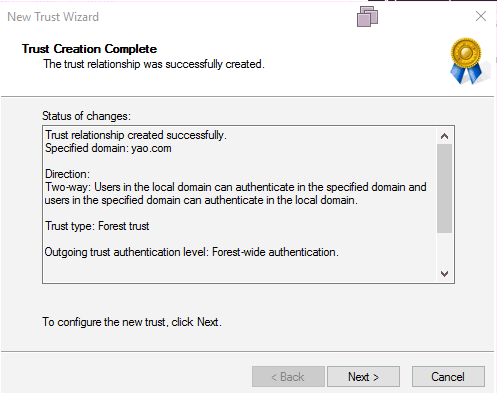 New Trust Wizard
Trust Creation Complete
The trust relationship was successfully created.
Status of changes:
Trust relationship created successfully.
Specified domain: yao.com
Direction:
Two-way: Users in the local domain can authenticate in the specified domain and
users in the specified domain can authenticate in the local domain.
Trust type: Forest trust
Outgoing trust authentication level: Forest-wide authentication.
To configure the new trust, click Next.
< Back
Next >
Cancel